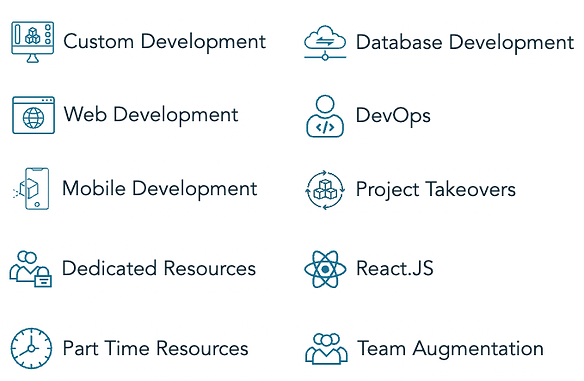 Custom Development
Database Development
Web Development
DevOps
Mobile Development
Project Takeovers
Dedicated Resources
React.JS
Part Time Resources
Team Augmentation